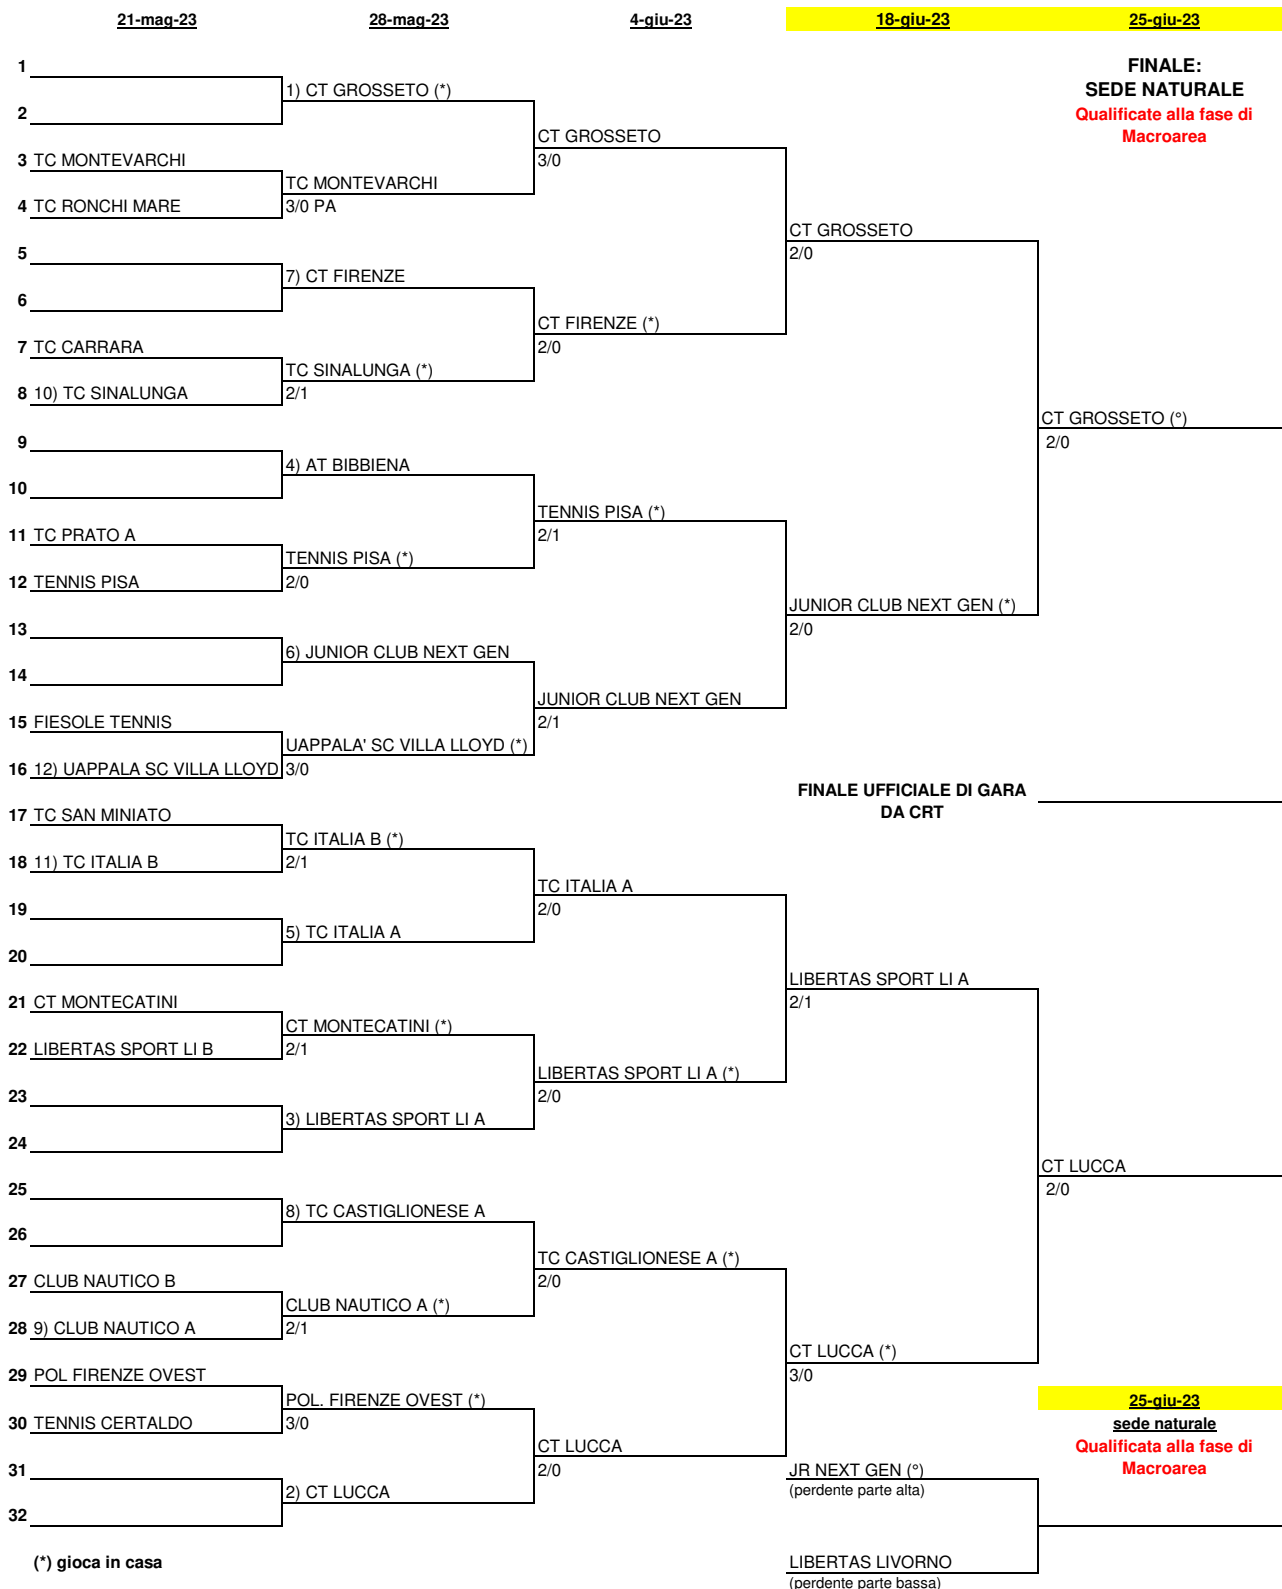 21-mag-23 28-mag-23 4-giu-23 18-giu-23 25-giu-23
1
FINALE:
1) CT GROSSETO (*)
SEDE NATURALE
2
Qualificate alla fase di
CT GROSSETO
Macroarea
3 TC MONTEVARCHI
3/0
TC MONTEVARCHI
4 TC RONCHI MARE
3/0 PA
CT GROSSETO
5
2/0
7) CT FIRENZE
6
CT FIRENZE (*)
7 TC CARRARA
2/0
TC SINALUNGA (*)
8 10) TC SINALUNGA
2/1
CT GROSSETO (°)
9
2/0
4) AT BIBBIENA
10
TENNIS PISA (*)
11 TC PRATO A
2/1
TENNIS PISA (*)
12 TENNIS PISA
2/0
JUNIOR CLUB NEXT GEN (*)
13
2/0
6) JUNIOR CLUB NEXT GEN
14
JUNIOR CLUB NEXT GEN
15 FIESOLE TENNIS
2/1
UAPPALA' SC VILLA LLOYD (*)
16 12) UAPPALA SC VILLA LLOYD
3/0
FINALE UFFICIALE DI GARA
DA CRT
17 TC SAN MINIATO
TC ITALIA B (*)
18 11) TC ITALIA B
2/1
TC ITALIA A
19
2/0
5) TC ITALIA A
20
LIBERTAS SPORT LI A
21 CT MONTECATINI
2/1
CT MONTECATINI (*)
22 LIBERTAS SPORT LI B
2/1
LIBERTAS SPORT LI A (*)
23
2/0
3) LIBERTAS SPORT LI A
24
CT LUCCA
25
2/0
8) TC CASTIGLIONESE A
26
TC CASTIGLIONESE A (*)
27 CLUB NAUTICO B
2/0
CLUB NAUTICO A (*)
28 9) CLUB NAUTICO A
2/1
CT LUCCA (*)
29 POL FIRENZE OVEST
3/0
POL. FIRENZE OVEST (*)
25-giu-23
30 TENNIS CERTALDO
3/0
sede naturale
CT LUCCA
Qualificata alla fase di
Macroarea
31
2/0
JR NEXT GEN (°)
2) CT LUCCA
(perdente parte alta)
32
(*) gioca in casa
LIBERTAS LIVORNO
(perdente parte bassa)